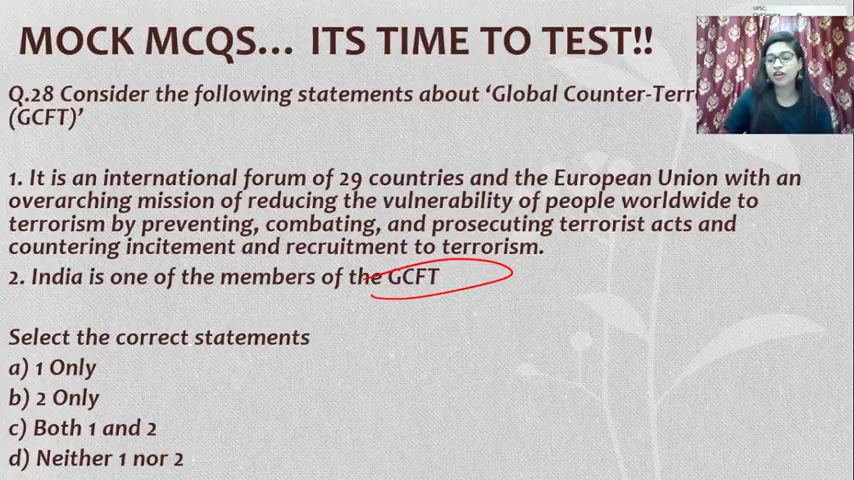 UPSC
MOCK MCQS... ITS TIME TO TEST!!
Q.28 Consider the following statements about ‘Global Counter-Terr
(GCFT)’
1. It is an international forum of 29 countries and the European Union with an
overarching mission of reducing the vulnerability of people worldwide to
terrorism by preventing, combating, and prosecuting terrorist acts and
countering incitement and recruitment to terrorism.
2. India is one of the members of the GCFT
Select the correct statements
a) 1 Only
b) 2 Only
c) Both 1 and 2
d) Neither 1 nor 2